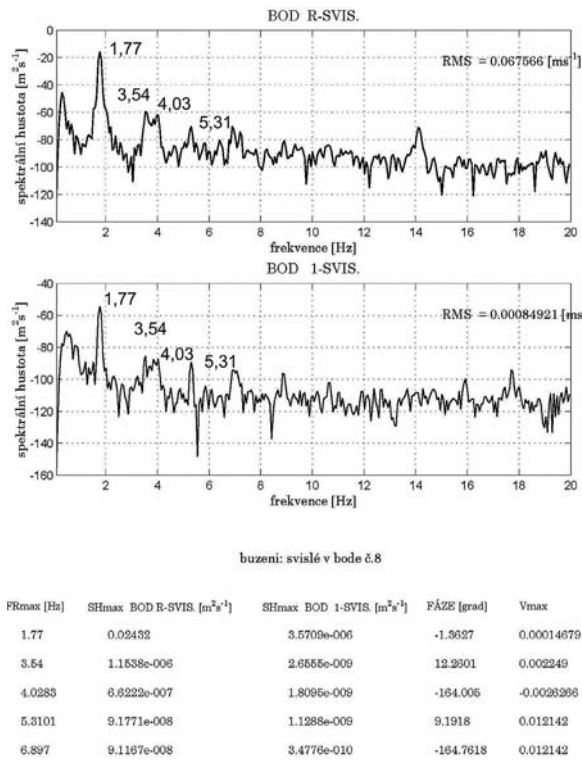 BOD R-SVIS.
spektrální hustota [m²s⁻¹]
0
-20
-40
-60
-80
-100
-120
-140
1,77
3,54
4,03
5,31
RMS = 0.067566 [ms⁻¹]
2 4 6 8 10 12 14 16 18 20
frekvence [Hz]
BOD 1-SVIS.
spektrální hustota [m²s⁻¹]
-40
-60
-80
-100
-120
-140
-160
1,77
3,54
4,03
5,31
RMS = 0.00084921 [ms
2 4 6 8 10 12 14 16 18 20
frekvence [Hz]
buzeni: svislé v bode č.8
FRmax [Hz] SHmax BOD R-SVIS. [m²s⁻¹] SHmax BOD 1-SVIS. [m²s⁻¹] FÁZE [grad] Vmax
1.77 0.02432 3.5709e-006 -1.3627 0.00014679
3.54 1.1538e-006 2.6555e-009 12.2601 0.002249
4.0283 6.6222e-007 1.8095e-009 -164.005 -0.0026266
5.3101 9.1771e-008 1.1288e-009 9.1918 0.012142
6.897 9.1167e-008 3.4776e-010 -164.7618 0.012142